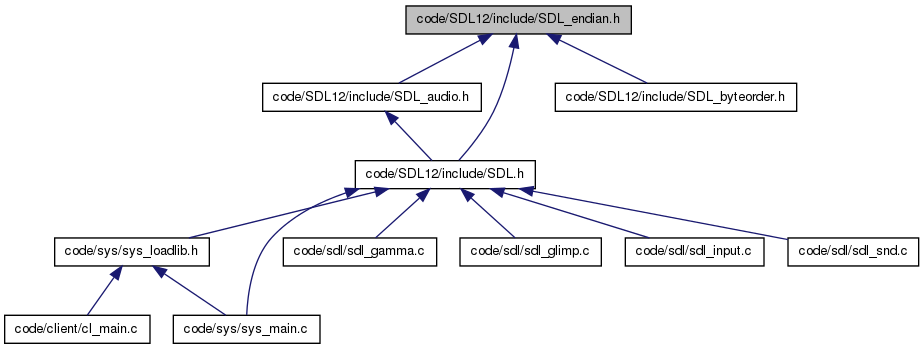 code/SDL12/include/SDL_endian.h
code/SDL12/include/SDL_audio.h
code/SDL12/include/SDL_byteorder.h
code/SDL12/include/SDL.h
code/sys/sys_loadlib.h
code/sdl/sdl_gamma.c
code/sdl/sdl_glimp.c
code/sdl/sdl_input.c
code/sdl/sdl_snd.c
code/client/cl_main.c
code/sys/sys_main.c